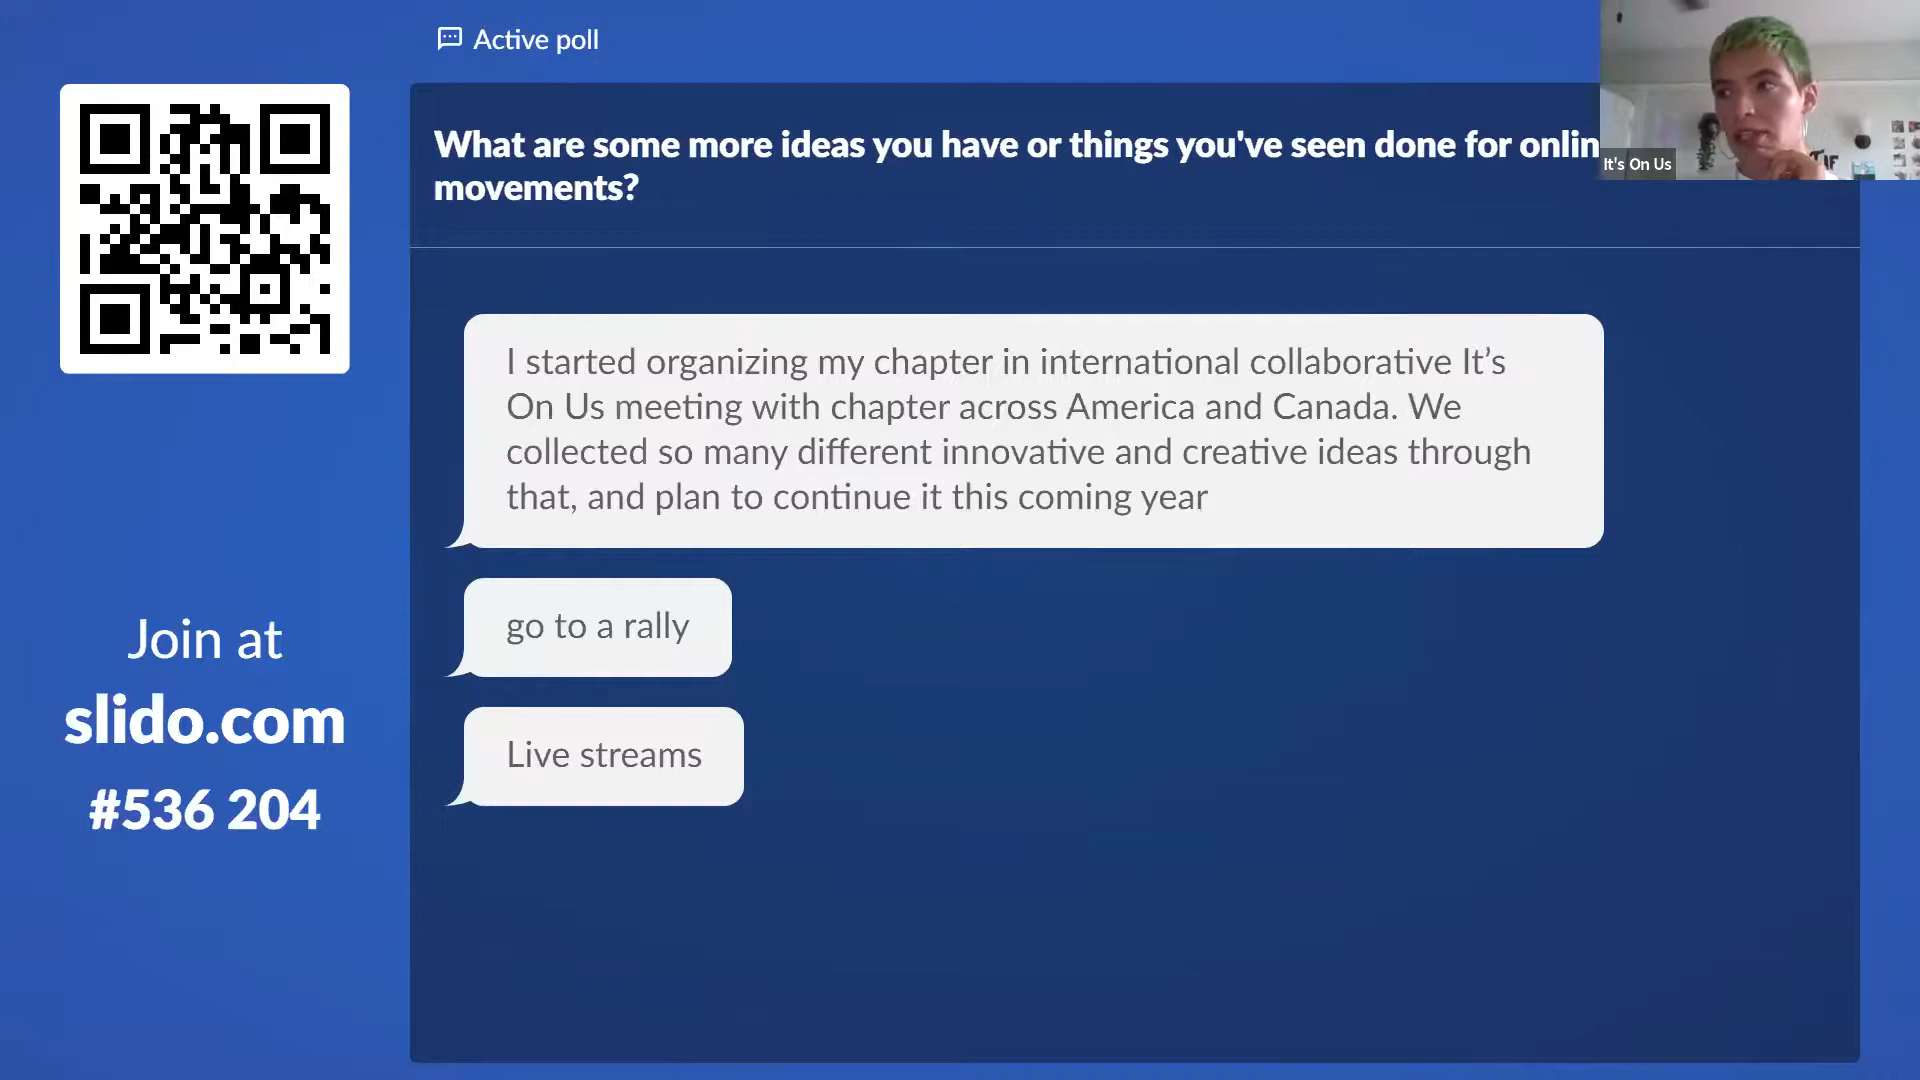 Active poll
What are some more ideas you have or things you've seen done for onlin
movements?
It's On Us
I started organizing my chapter in international collaborative It’s
On Us meeting with chapter across America and Canada. We
collected so many different innovative and creative ideas through
that, and plan to continue it this coming year
go to a rally
Live streams
Join at
slido.com
#536 204